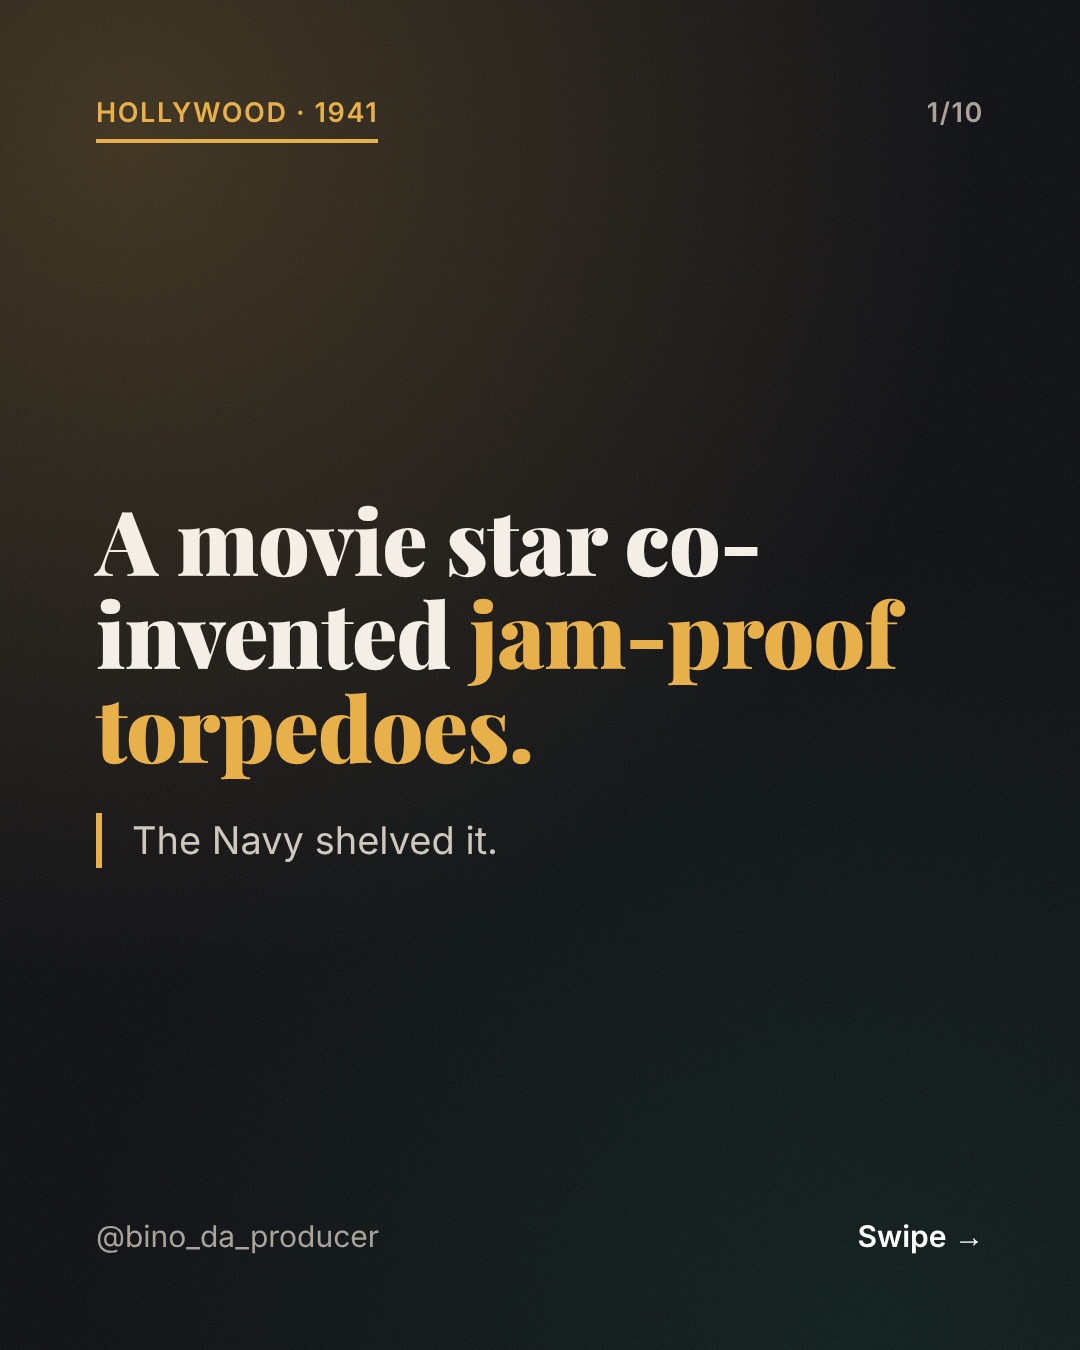 HOLLYWOOD · 1941
1/10
A movie star co-
invented jam-proof
torpedoes.
The Navy shelved it.
@bino_da_producer
Swipe →